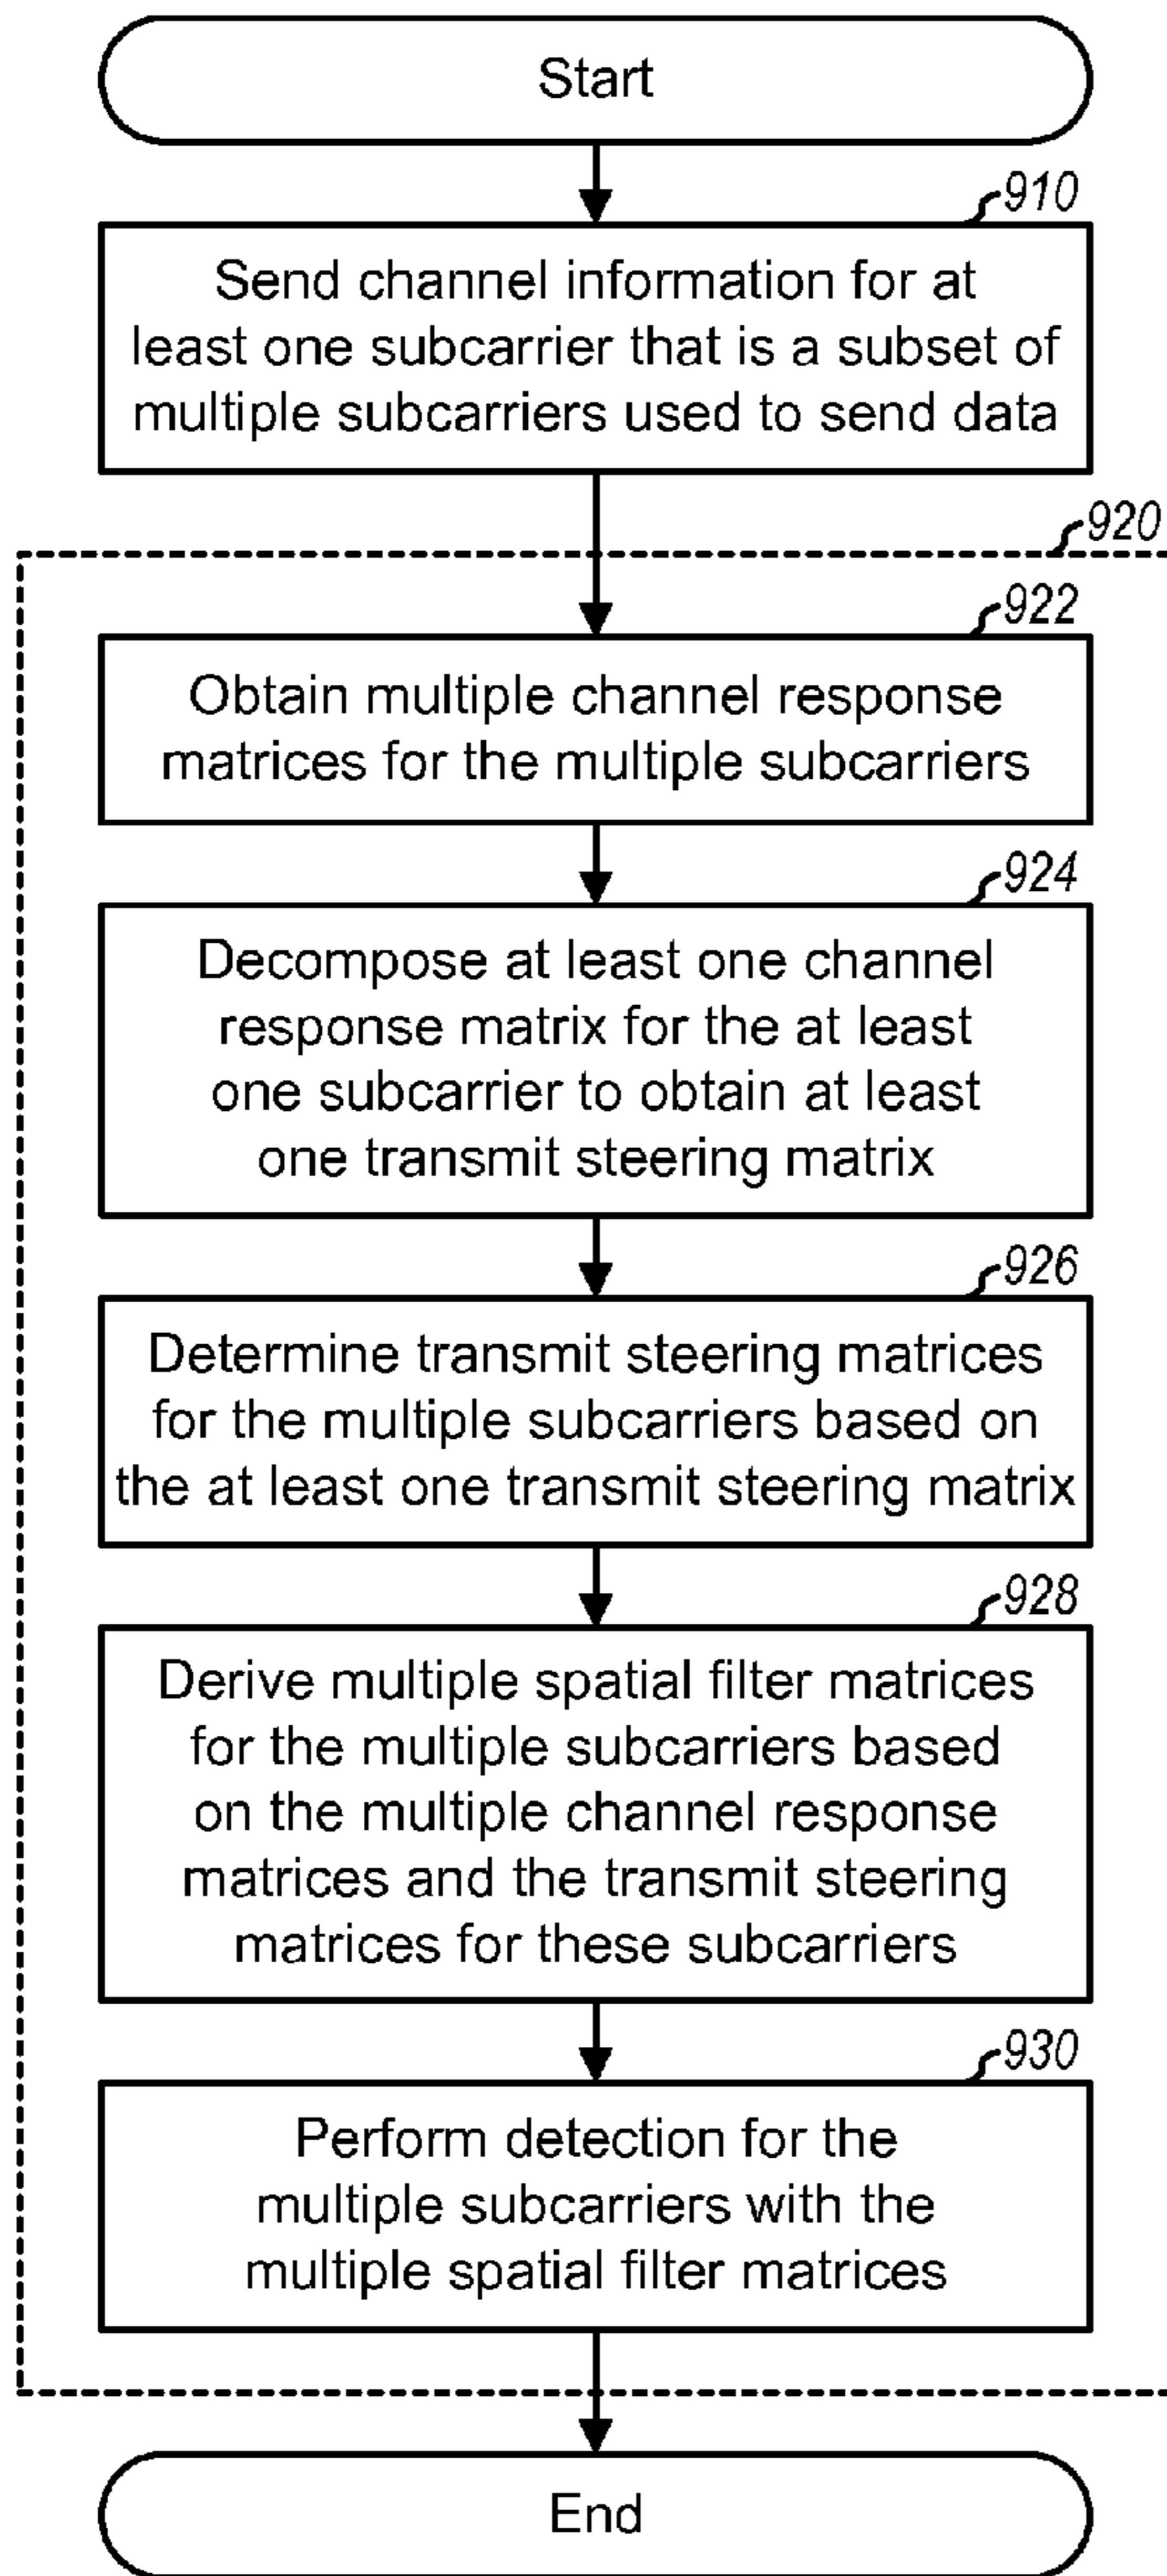 Start
910
Send channel information for at
least one subcarrier that is a subset of
multiple subcarriers used to send data
920
922
Obtain multiple channel response
matrices for the multiple subcarriers
924
Decompose at least one channel
response matrix for the at least
one subcarrier to obtain at least
one transmit steering matrix
926
Determine transmit steering matrices
for the multiple subcarriers based on
the at least one transmit steering matrix
928
Derive multiple spatial filter matrices
for the multiple subcarriers based
on the multiple channel response
matrices and the transmit steering
matrices for these subcarriers
930
Perform detection for the
multiple subcarriers with the
multiple spatial filter matrices
End